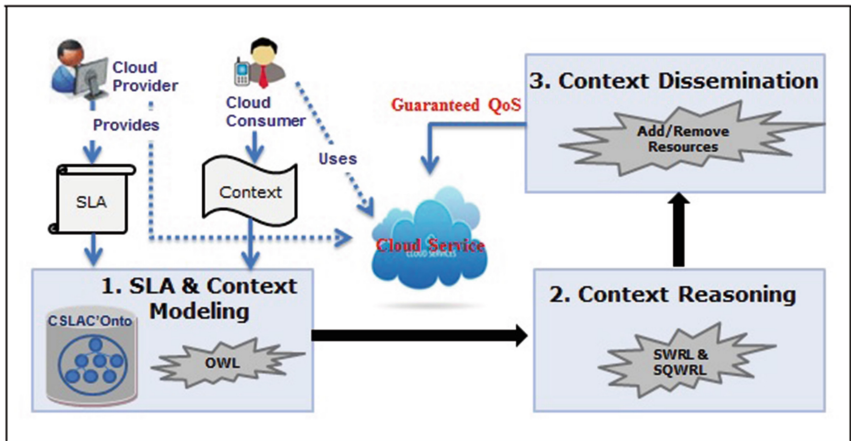 Cloud
Provider
Provides
SLA
Cloud
Consumer
Context
Uses
Guaranteed QoS
Cloud Service
CLOUD SERVICES
3. Context Dissemination
Add/Remove
Resources
1. SLA & Context
Modeling
CSLAC'Onto
OWL
2. Context Reasoning
SWRL &
SQWRL